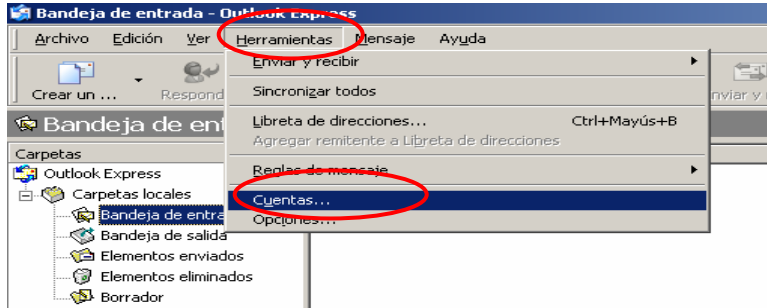 Bandeja de entrada - Outlook Express
Archivo Edición Ver Herramientas Mensaje Ayuda
Enviar y recibir
Sincronizar todos
Libreta de direcciones... Ctrl+Mayús+B
Agregar remitente a Libreta de direcciones
Reglas de mensaje
Cuentas...
Opciones...
Crear un ... Respond
nviar y
Bandeja de en
Carpetas
Outlook Express
Carpetas locales
Bandeja de entra
Bandeja de salida
Elementos enviados
Elementos eliminados
Borrador